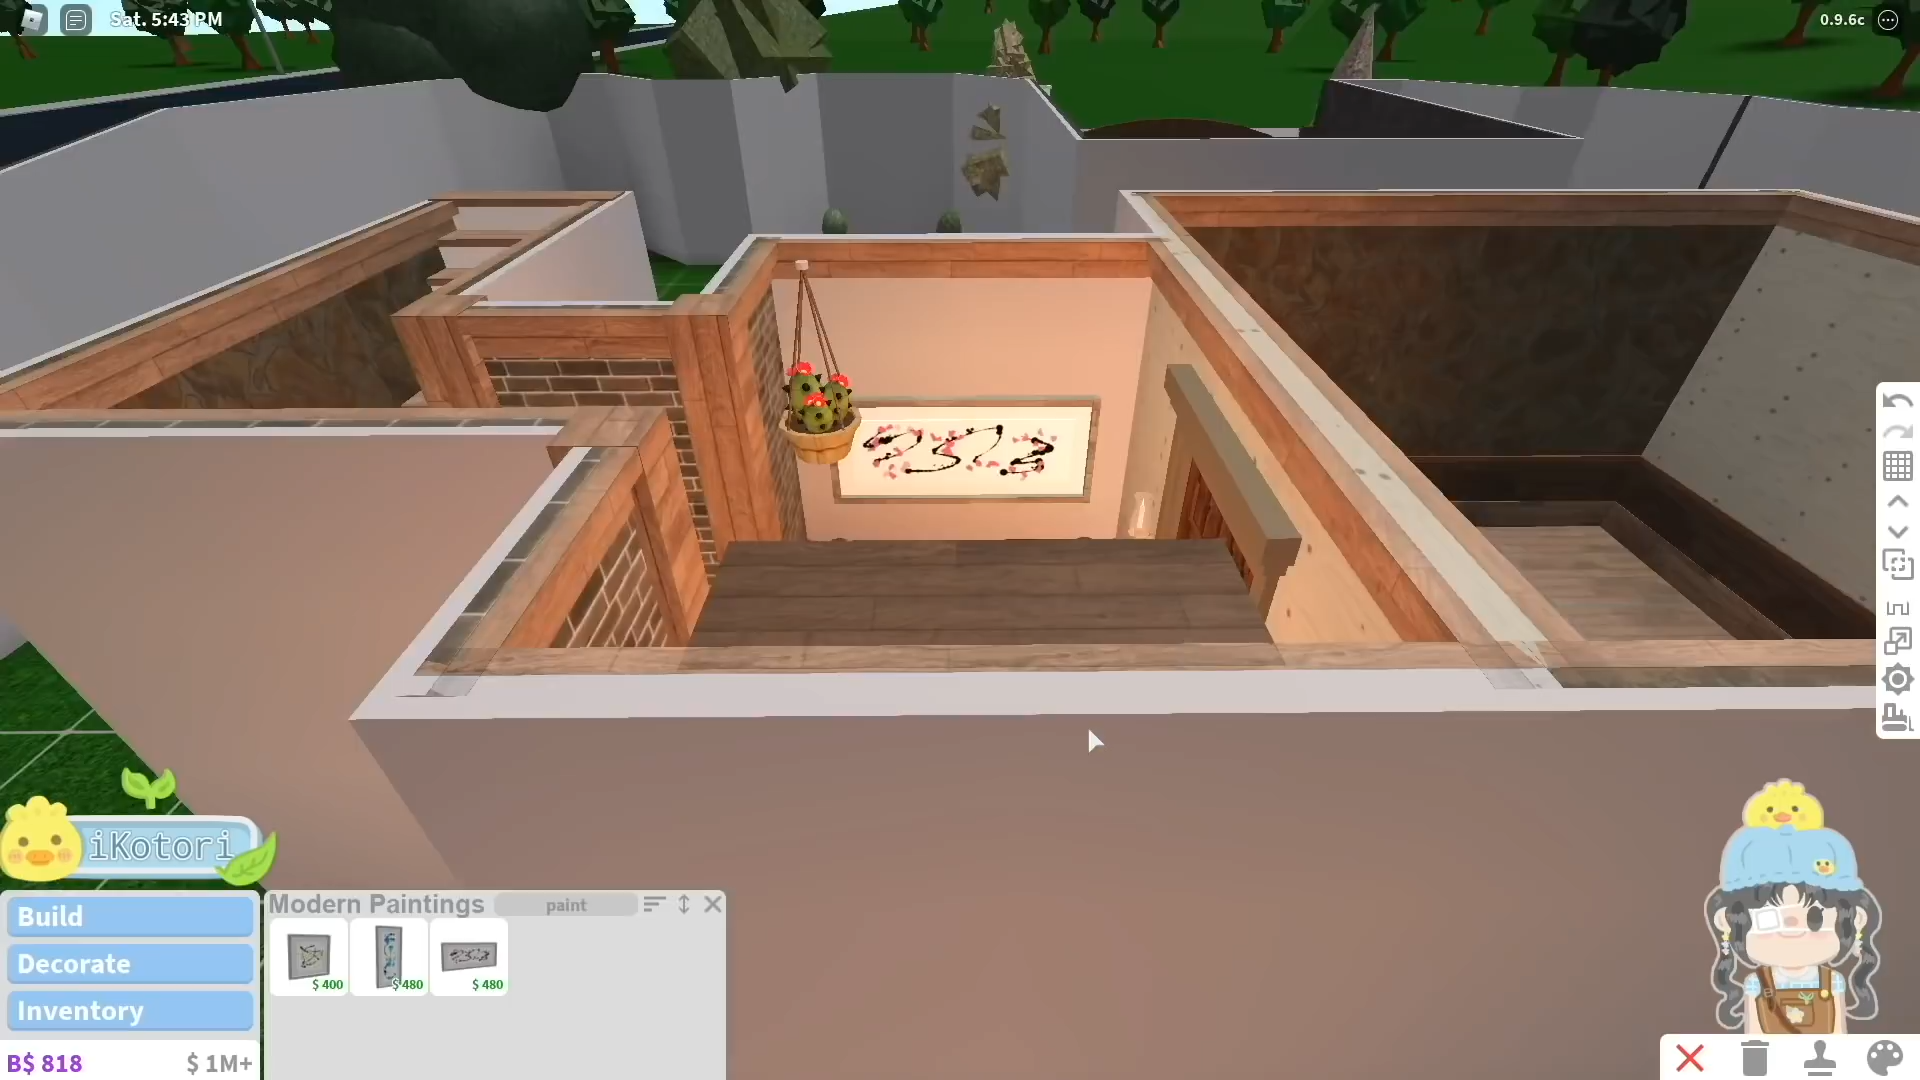 Sat. 5:43 PM
0.9.6c
iKotori
Build
Decorate
Inventory
B$ 818
$ 1M+
Modern Paintings
paint
$ 400
$ 480
$ 480